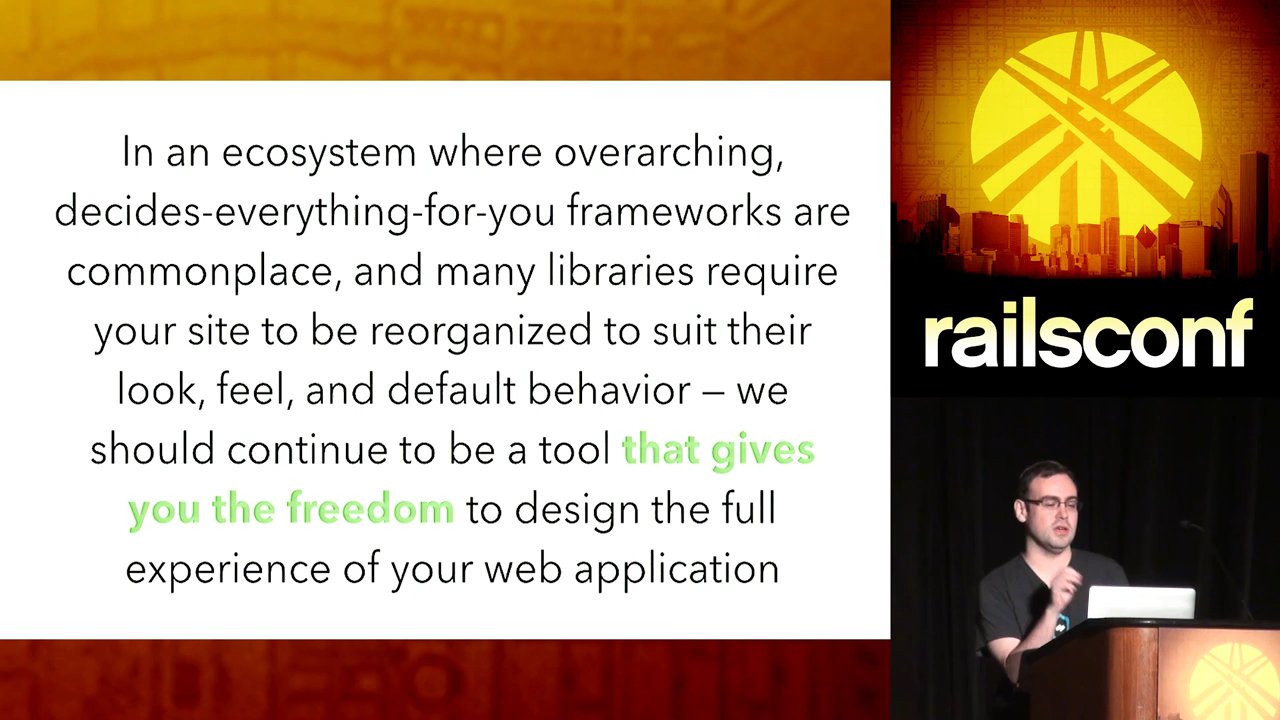 In an ecosystem where overarching,
decides-everything-for-you frameworks are
commonplace, and many libraries require
your site to be reorganized to suit their
look, feel, and default behavior – we
should continue to be a tool that gives
you the freedom to design the full
experience of your web application
railsconf